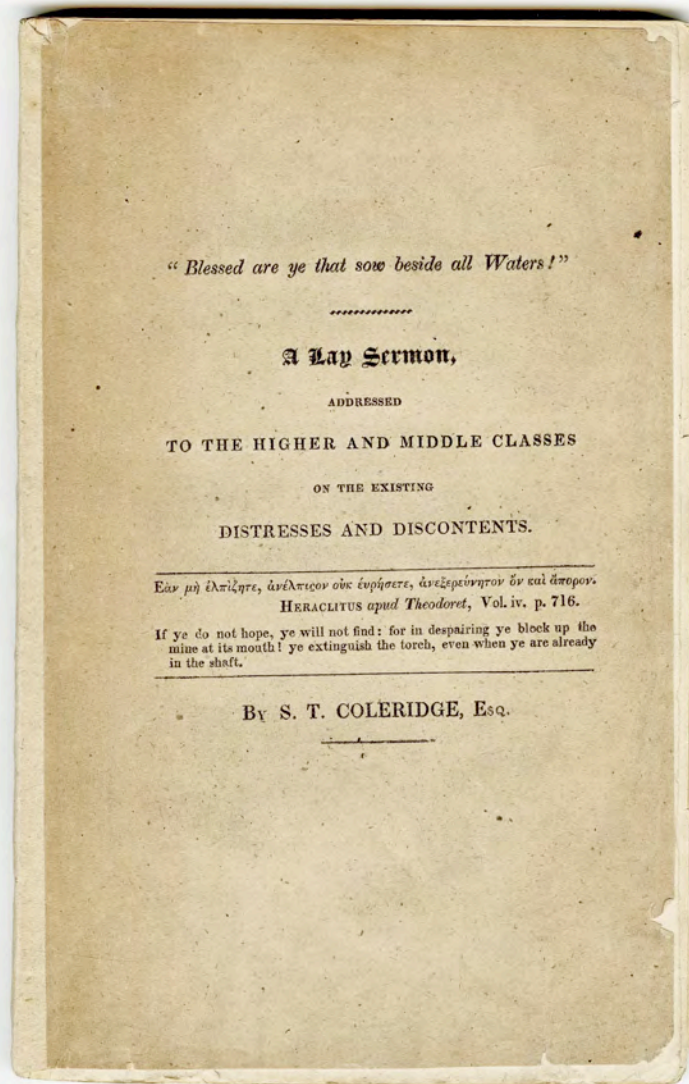 “ Blessed are ye that sow beside all Waters!”
A Lay Sermon,
ADDRESSED
TO THE HIGHER AND MIDDLE CLASSES
ON THE EXISTING
DISTRESSES AND DISCONTENTS.
Εὰν μὴ ἐλπίζητε, ἀνέλπιϛον οὐκ ἑυρήσετε, ἀνεξερεύνητον ὂν καὶ ἄπορον.
HERACLITUS apud Theodoret, Vol. iv. p. 716.
If ye do not hope, ye will not find: for in despairing ye block up the
mine at its mouth! ye extinguish the torch, even when ye are already
in the shaft.
By S. T. COLERIDGE, Esq.